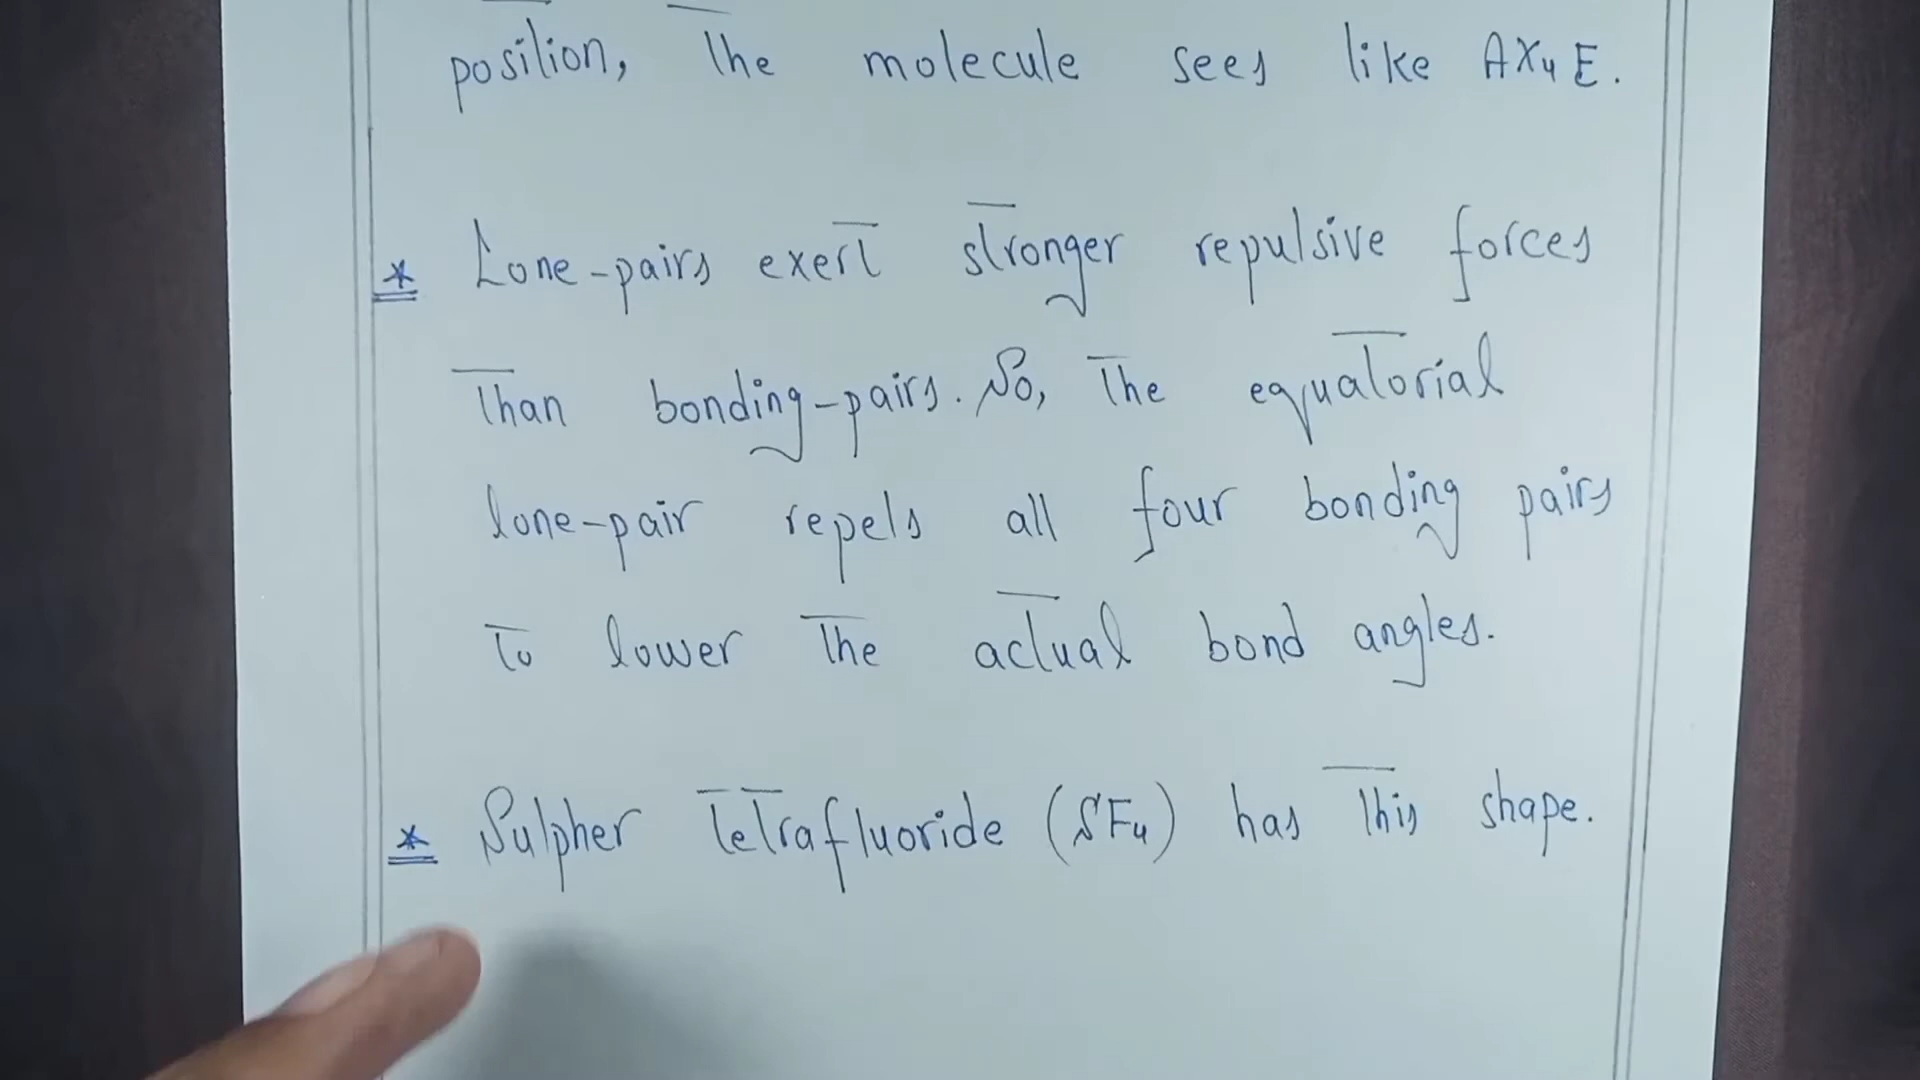 position, the molecule sees like AX₄E.
* Lone-pairs exert stronger repulsive forces
than bonding-pairs. So, the equatorial
lone-pair repels all four bonding pairs
to lower the actual bond angles.
* Sulpher tetrafluoride (SF₄) has this shape.